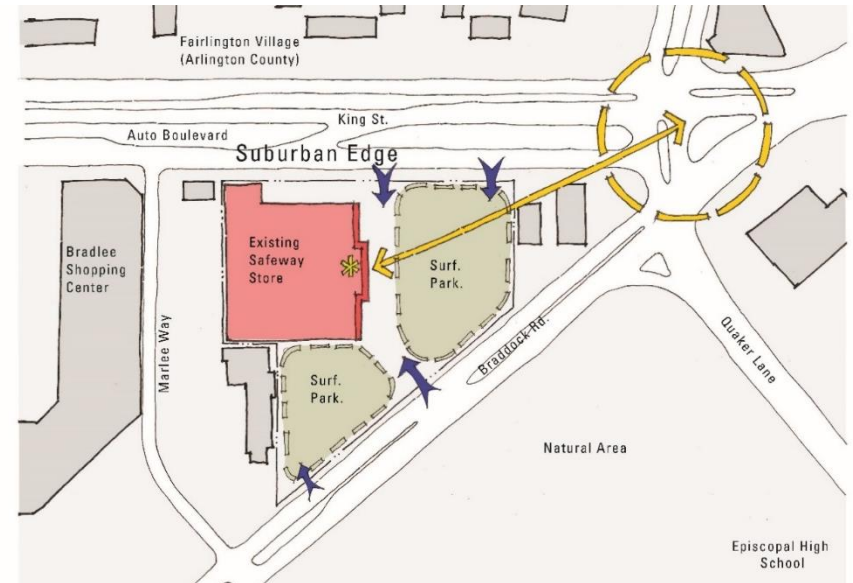 Fairlington Village
(Arlington County)
King St.
Auto Boulevard
Suburban Edge
Bradlee
Shopping
Center
Marlee Way
Existing
Safeway
Store
*
Surf.
Park.
Surf.
Park.
Braddock Rd.
Quaker Lane
Natural Area
Episcopal High
School